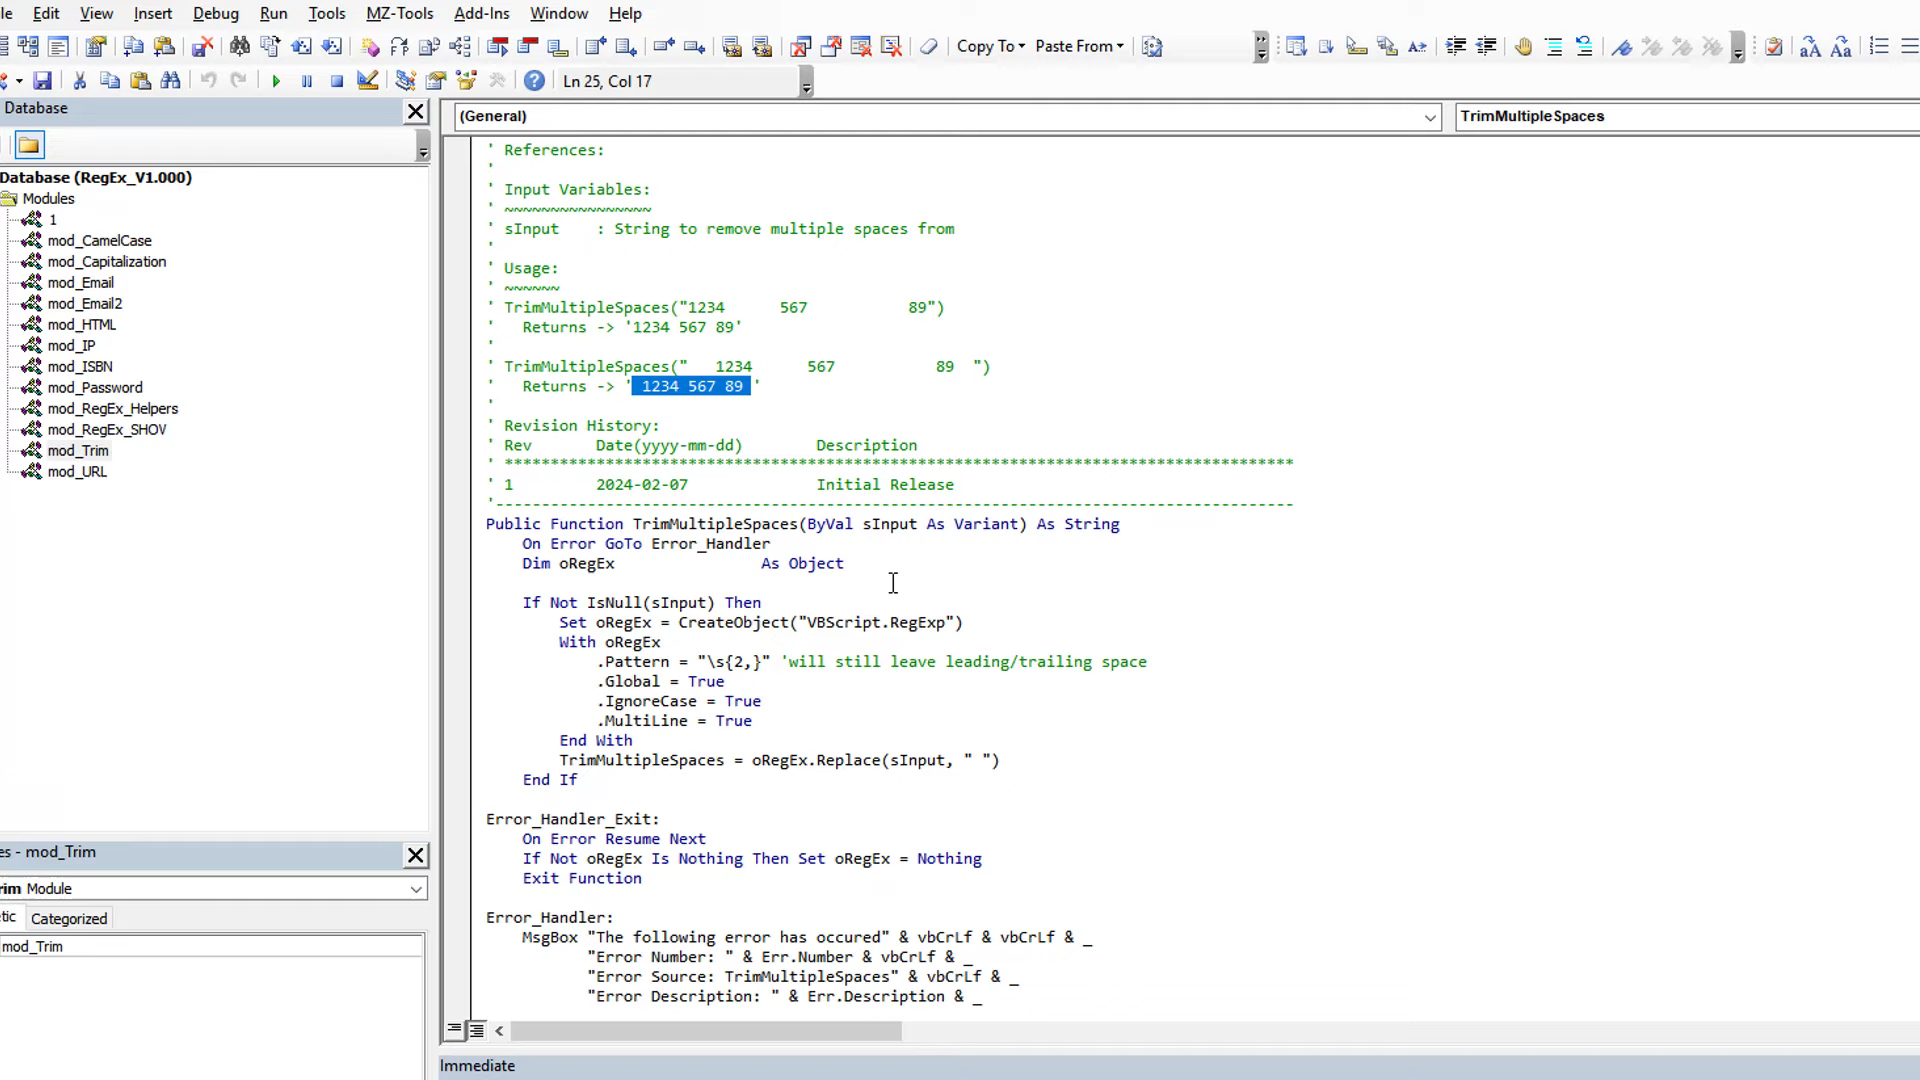 le Edit View Insert Debug Run Tools MZ-Tools Add-Ins Window Help
Copy To Paste From
Ln 25, Col 17
Database
(General) TrimMultipleSpaces
Database (RegEx_V1.000)
Modules
1
mod_CamelCase
mod_Capitalization
mod_Email
mod_Email2
mod_HTML
mod_IP
mod_ISBN
mod_Password
mod_RegEx_Helpers
mod_RegEx_SHOV
mod_Trim
mod_URL
es - mod_Trim
rim Module
tic Categorized
mod_Trim
' References:
'
' Input Variables:
' ~~~~~~~~~~~~~~~~
' sInput    : String to remove multiple spaces from
'
' Usage:
' ~~~~~~
' TrimMultipleSpaces("1234      567           89")
'   Returns -> '1234 567 89'
'
' TrimMultipleSpaces("   1234      567           89  ")
'   Returns -> ' 1234 567 89 '
'
' Revision History:
' Rev       Date(yyyy-mm-dd)        Description
' **************************************************************************************
' 1         2024-02-07              Initial Release
'---------------------------------------------------------------------------------------
Public Function TrimMultipleSpaces(ByVal sInput As Variant) As String
    On Error GoTo Error_Handler
    Dim oRegEx                As Object
    If Not IsNull(sInput) Then
        Set oRegEx = CreateObject("VBScript.RegExp")
        With oRegEx
            .Pattern = "\s{2,}" 'will still leave leading/trailing space
            .Global = True
            .IgnoreCase = True
            .MultiLine = True
        End With
        TrimMultipleSpaces = oRegEx.Replace(sInput, " ")
    End If
Error_Handler_Exit:
    On Error Resume Next
    If Not oRegEx Is Nothing Then Set oRegEx = Nothing
    Exit Function
Error_Handler:
    MsgBox "The following error has occured" & vbCrLf & vbCrLf & _
           "Error Number: " & Err.Number & vbCrLf & _
           "Error Source: TrimMultipleSpaces" & vbCrLf & _
           "Error Description: " & Err.Description & _
Immediate